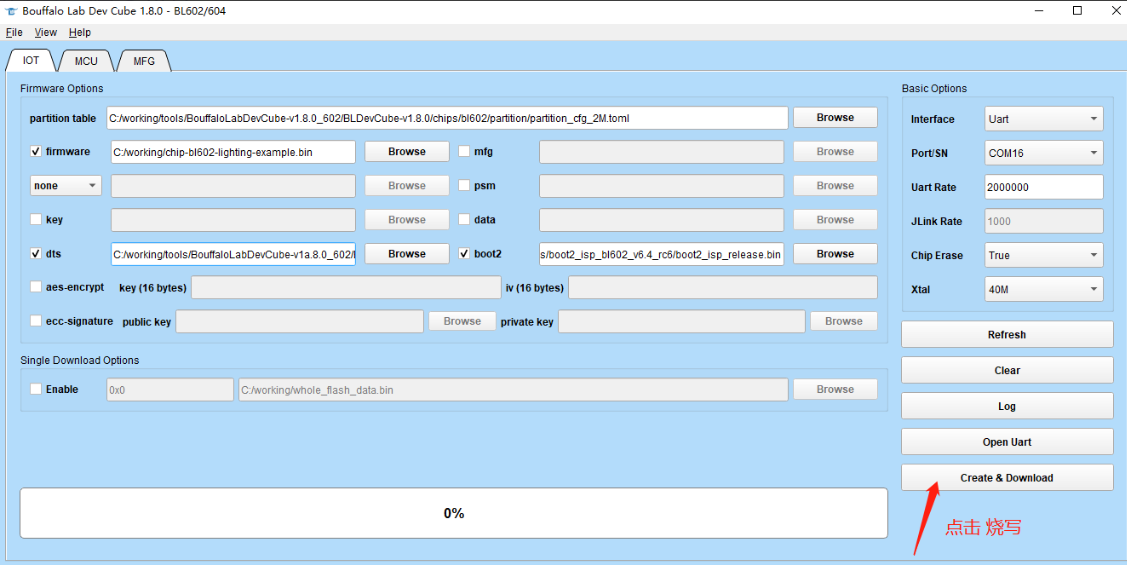 Bouffalo Lab Dev Cube 1.8.0 - BL602/604
File View Help
IOT MCU MFG
Firmware Options
partition table C:/working/tools/BouffaloLabDevCube-v1.8.0_602/BLDevCube-v1.8.0/chips/bl602/partition/partition_cfg_2M.toml Browse
firmware C:/working/chip-bl602-lighting-example.bin Browse mfg Browse
none Browse psm Browse
key Browse data Browse
dts C:/working/tools/BouffaloLabDevCube-v1a.8.0_602/ Browse boot2 s/boot2_isp_bl602_v6.4_rc6/boot2_isp_release.bin Browse
aes-encrypt key (16 bytes) iv (16 bytes)
ecc-signature public key Browse private key Browse
Single Download Options
Enable 0x0 C:/working/whole_flash_data.bin Browse
0%
Basic Options
Interface Uart
Port/SN COM16
Uart Rate 2000000
JLink Rate 1000
Chip Erase True
Xtal 40M
Refresh
Clear
Log
Open Uart
Create & Download
点击 烧写